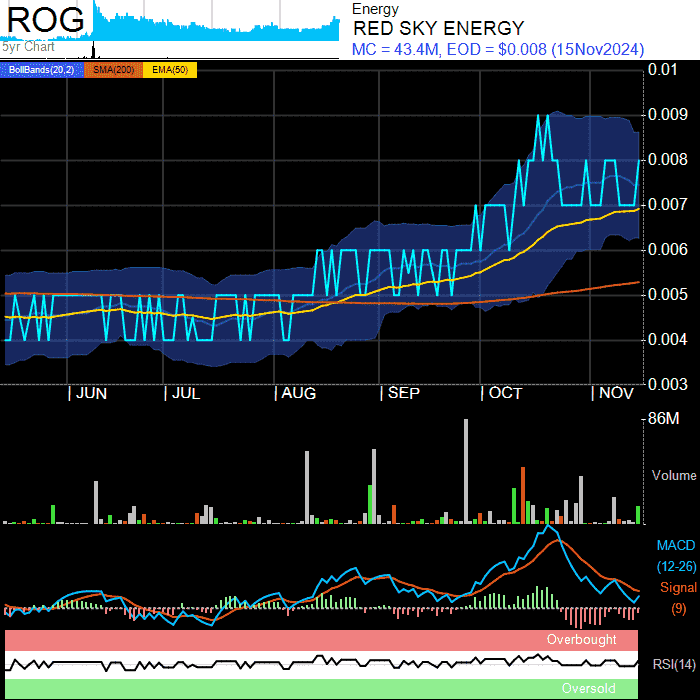 ROG
5yr Chart
Energy
RED SKY ENERGY
MC = 43.4M, EOD = $0.008 (15Nov2024)
BollBands(20,2) SMA(200) EMA(50)
0.01
0.009
0.008
0.007
0.006
0.005
0.004
0.003
| JUN | JUL | AUG | SEP | OCT | NOV
86M
Volume
MACD
(12-26)
Signal
(9)
Overbought
RSI(14)
Oversold